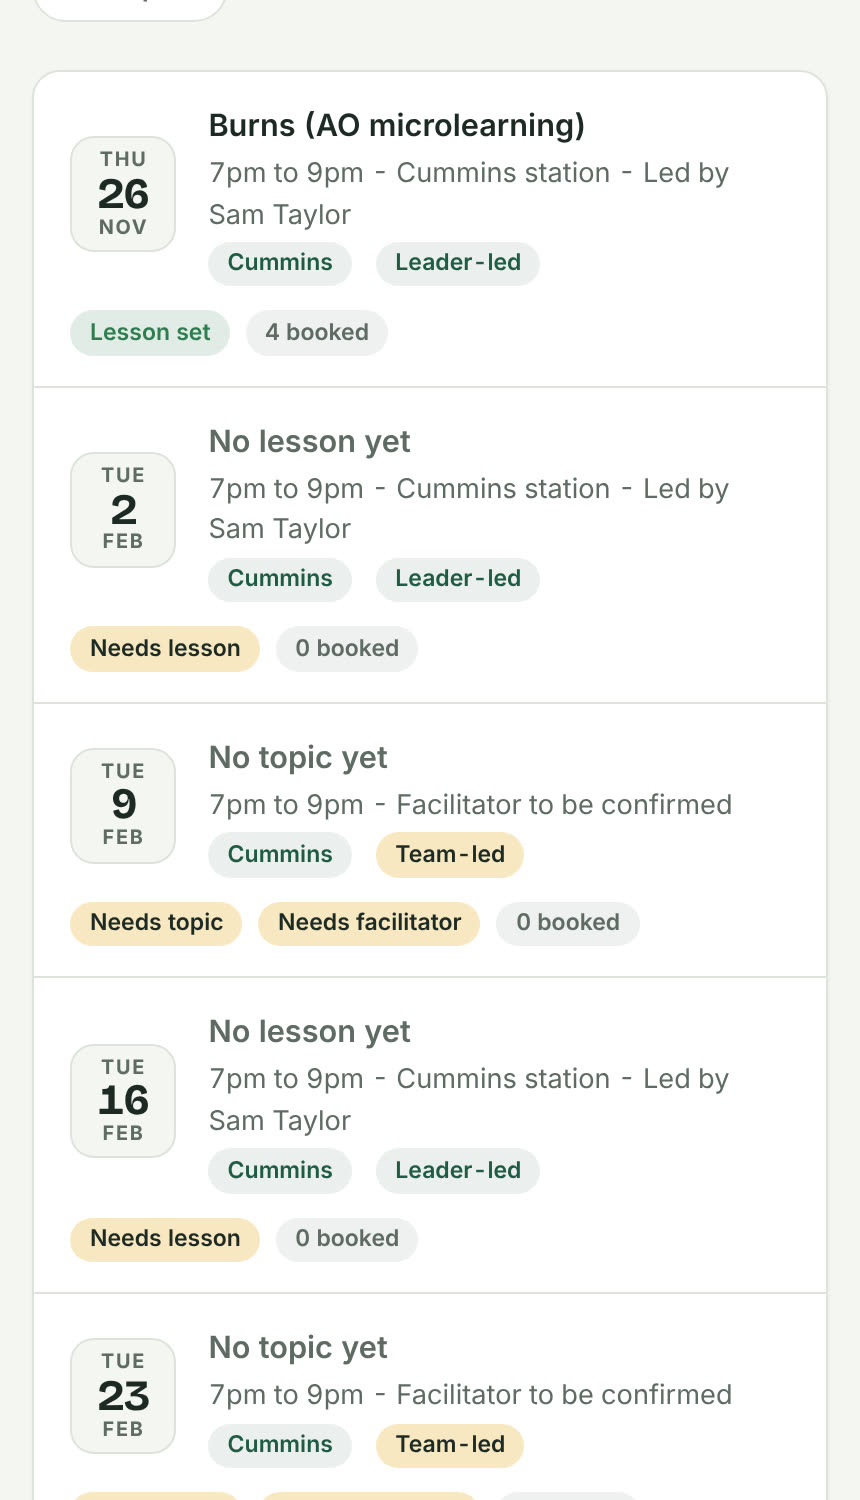 THU
26
NOV
Burns (AO microlearning)
7pm to 9pm - Cummins station - Led by
Sam Taylor
Cummins
Leader-led
Lesson set
4 booked
TUE
2
FEB
No lesson yet
7pm to 9pm - Cummins station - Led by
Sam Taylor
Cummins
Leader-led
Needs lesson
0 booked
TUE
9
FEB
No topic yet
7pm to 9pm - Facilitator to be confirmed
Cummins
Team-led
Needs topic
Needs facilitator
0 booked
TUE
16
FEB
No lesson yet
7pm to 9pm - Cummins station - Led by
Sam Taylor
Cummins
Leader-led
Needs lesson
0 booked
TUE
23
FEB
No topic yet
7pm to 9pm - Facilitator to be confirmed
Cummins
Team-led